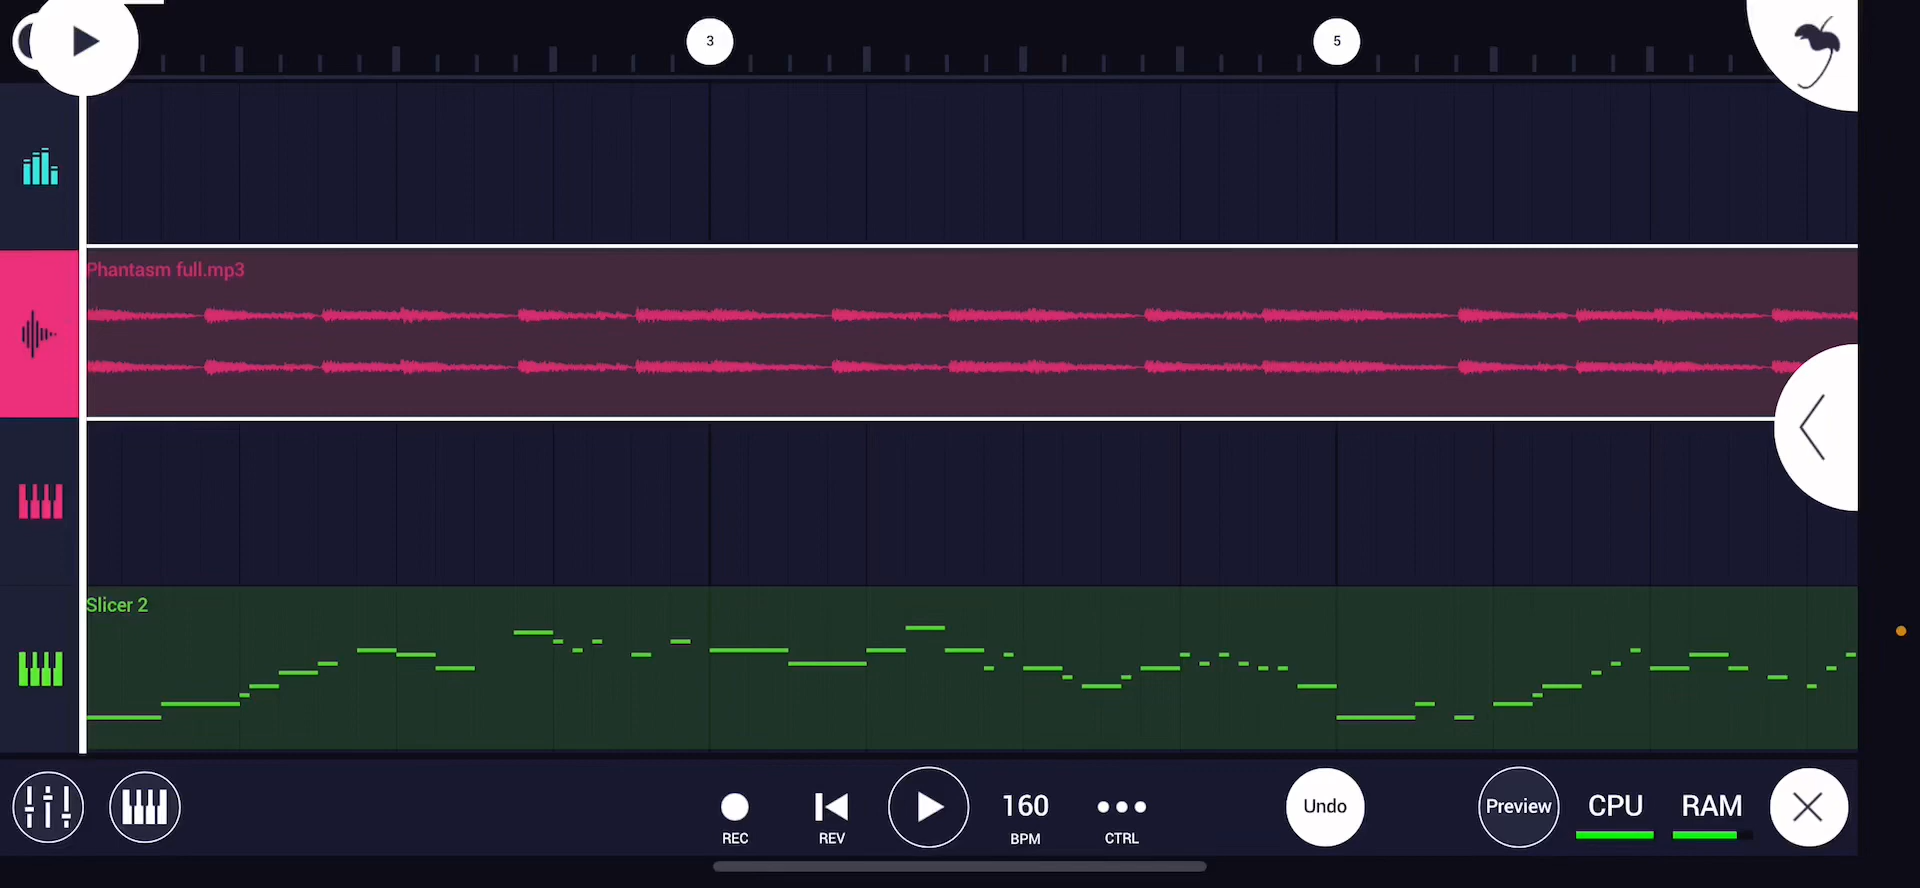 3
5
Phantasm full.mp3
Slicer 2
REC
REV
160
BPM
CTRL
Undo
Preview
CPU
RAM